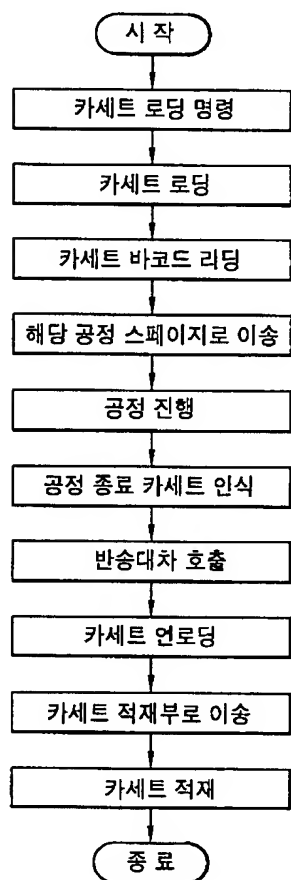 시 작
카세트 로딩 명령
카세트 로딩
카세트 바코드 리딩
해당 공정 스페이지로 이송
공정 진행
공정 종료 카세트 인식
반송대차 호출
카세트 언로딩
카세트 적재부로 이송
카세트 적재
종 료